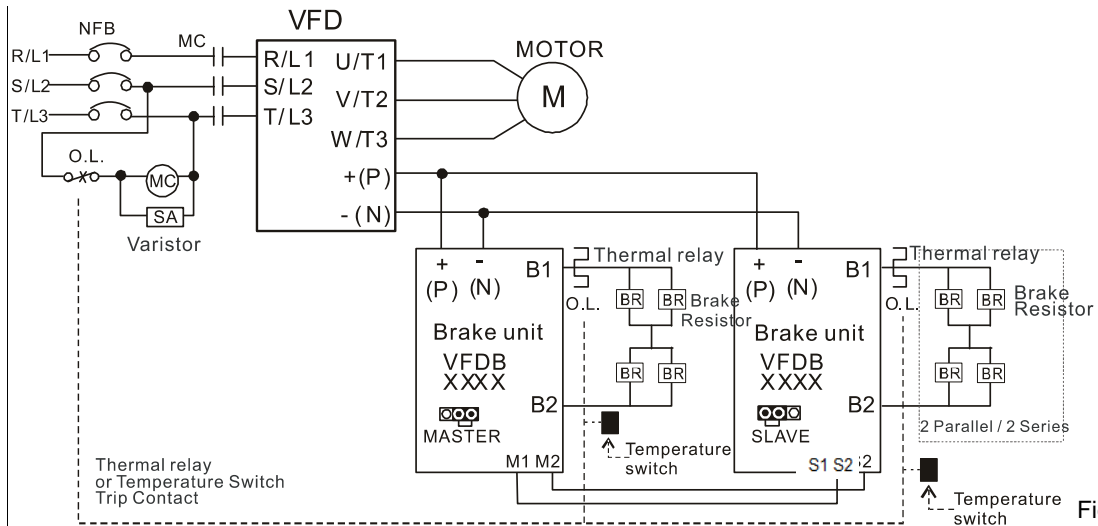 VFD
NFB
MC
MOTOR
R/L1
R/L1
U/T1
S/L2
S/L2
V/T2
M
T/L3
T/L3
W/T3
O.L.
MC
+(P)
SA
-(N)
Varistor
+
-
(P)
(N)
B1
Thermal relay
O.L.
BR
BR
Brake
Resistor
Brake unit
VFDB
XXXX
BR
BR
B2
MASTER
M1 M2
Temperature
switch
+
-
(P)
(N)
B1
Thermal relay
O.L.
BR
BR
Brake
Resistor
Brake unit
VFDB
XXXX
BR
BR
B2
2 Parallel / 2 Series
SLAVE
S1 S2
2
Temperature
switch
Thermal relay
or Temperature Switch
Trip Contact
Fi